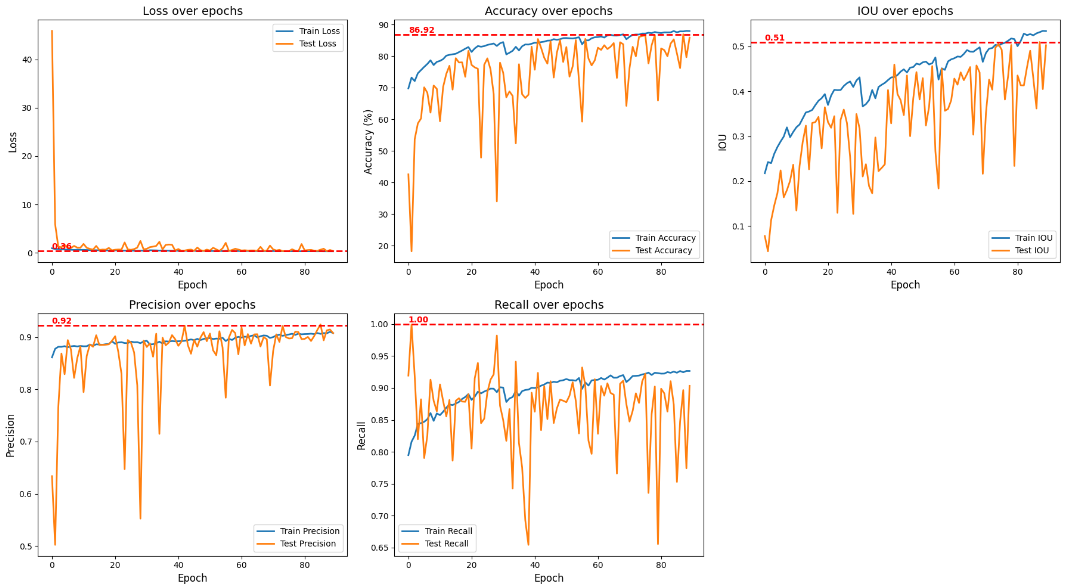 Loss over epochs
Loss
40
30
20
10
0
0.36
Train Loss
Test Loss
0
20
40
60
80
Epoch
Accuracy over epochs
Accuracy (%)
90
80
70
60
50
40
30
20
86.92
Train Accuracy
Test Accuracy
0
20
40
60
80
Epoch
IOU over epochs
IOU
0.5
0.4
0.3
0.2
0.1
0.51
Train IOU
Test IOU
0
20
40
60
80
Epoch
Precision over epochs
Precision
0.9
0.8
0.7
0.6
0.5
0.92
Train Precision
Test Precision
0
20
40
60
80
Epoch
Recall over epochs
Recall
1.00
0.95
0.90
0.85
0.80
0.75
0.70
0.65
1.00
Train Recall
Test Recall
0
20
40
60
80
Epoch